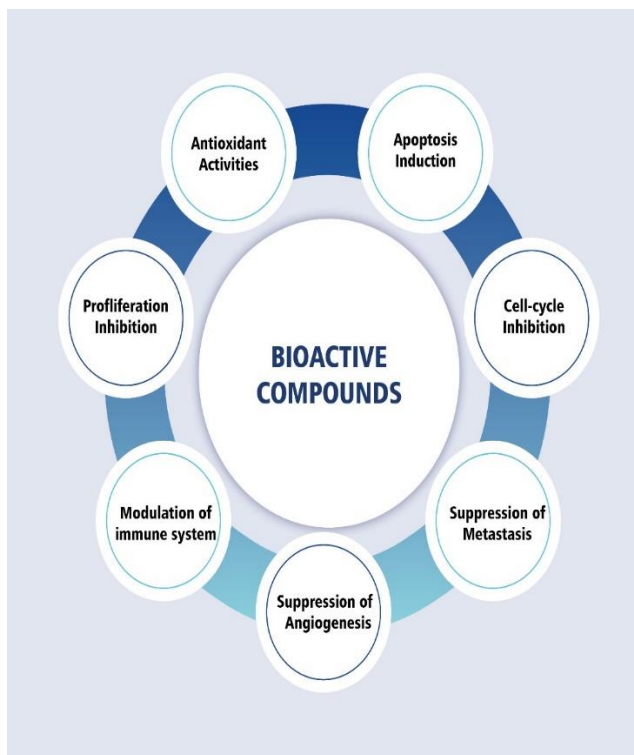 Antioxidant
Activities
Apoptosis
Induction
Profliferation
Inhibition
Cell-cycle
Inhibition
BIOACTIVE
COMPOUNDS
Modulation of
immune system
Suppression of
Metastasis
Suppression of
Angiogenesis